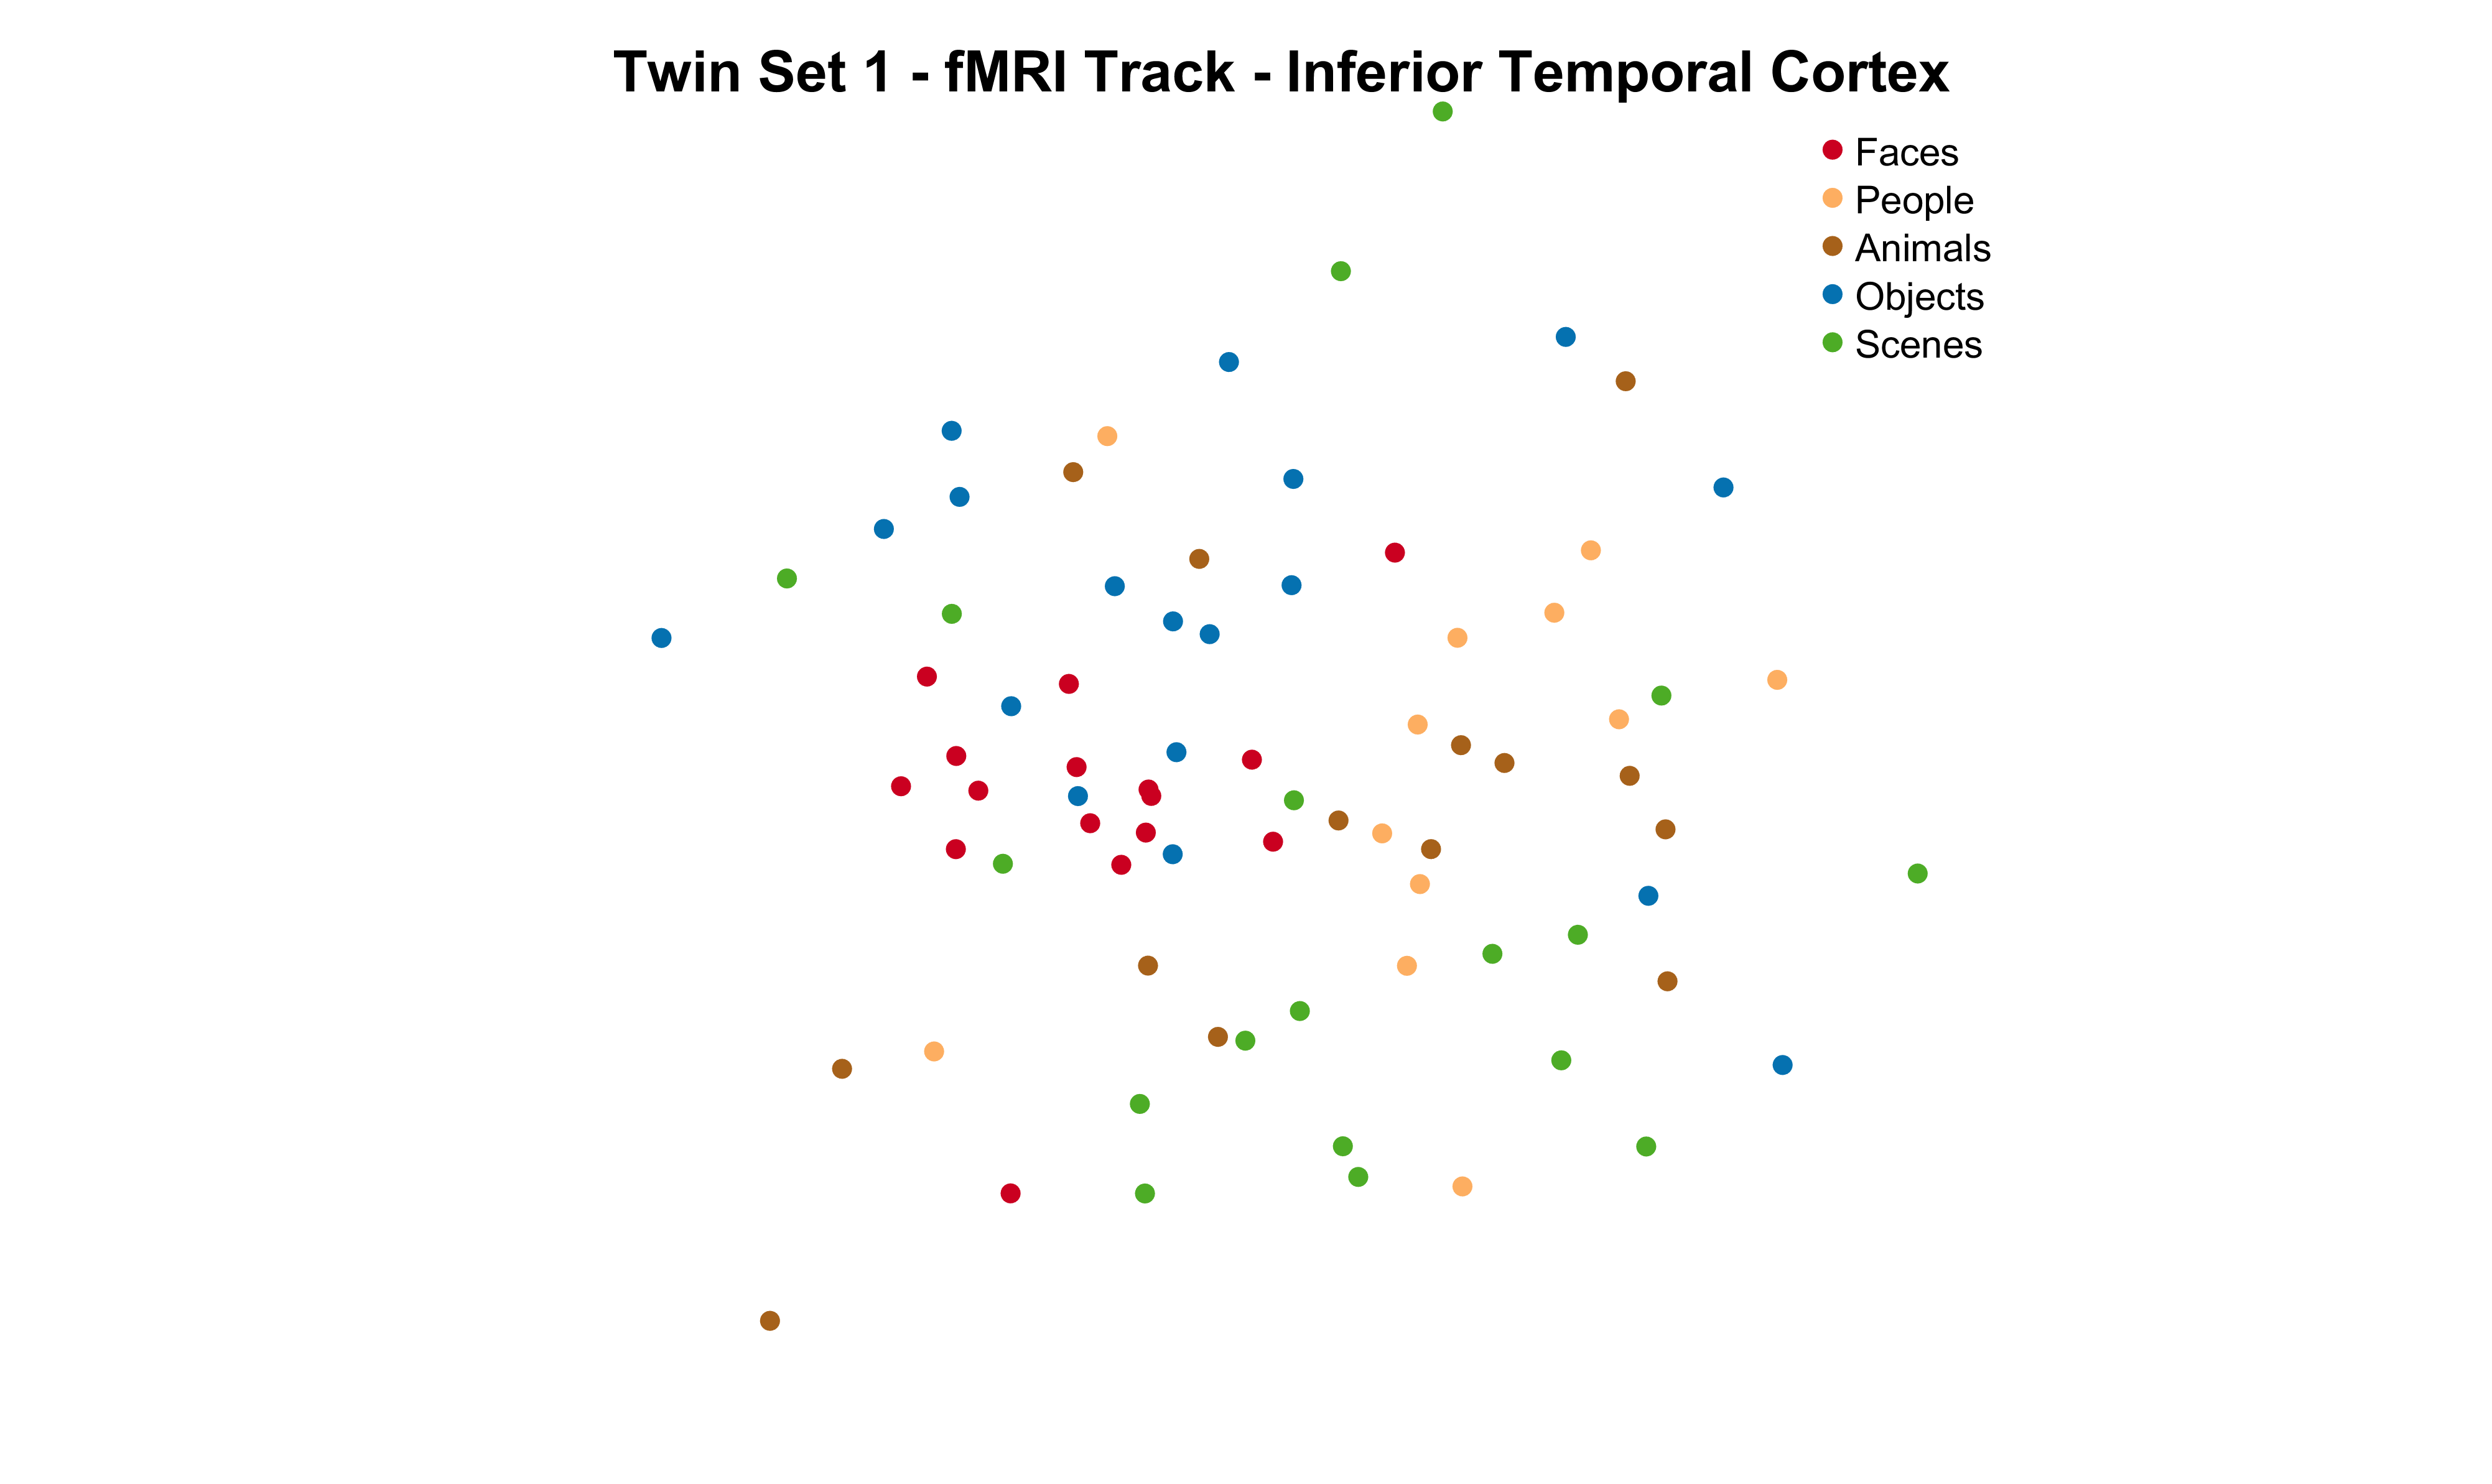 Twin Set 1 - fMRI Track - Inferior Temporal Cortex
Faces
People
Animals
Objects
Scenes